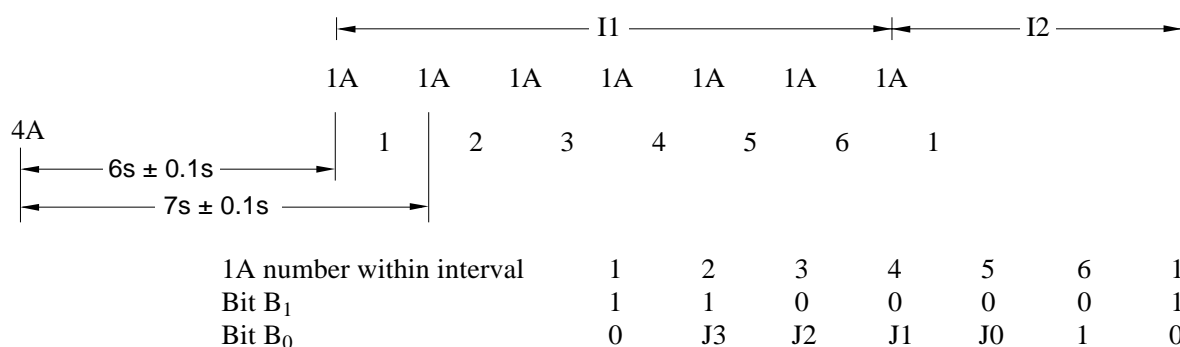 I1 I2
1A 1A 1A 1A 1A 1A 1A
4A
1 2 3 4 5 6 1
6s ± 0.1s
7s ± 0.1s
1A number within interval 1 2 3 4 5 6 1
Bit B1 1 1 0 0 0 0 1
Bit B0 0 J3 J2 J1 J0 1 0